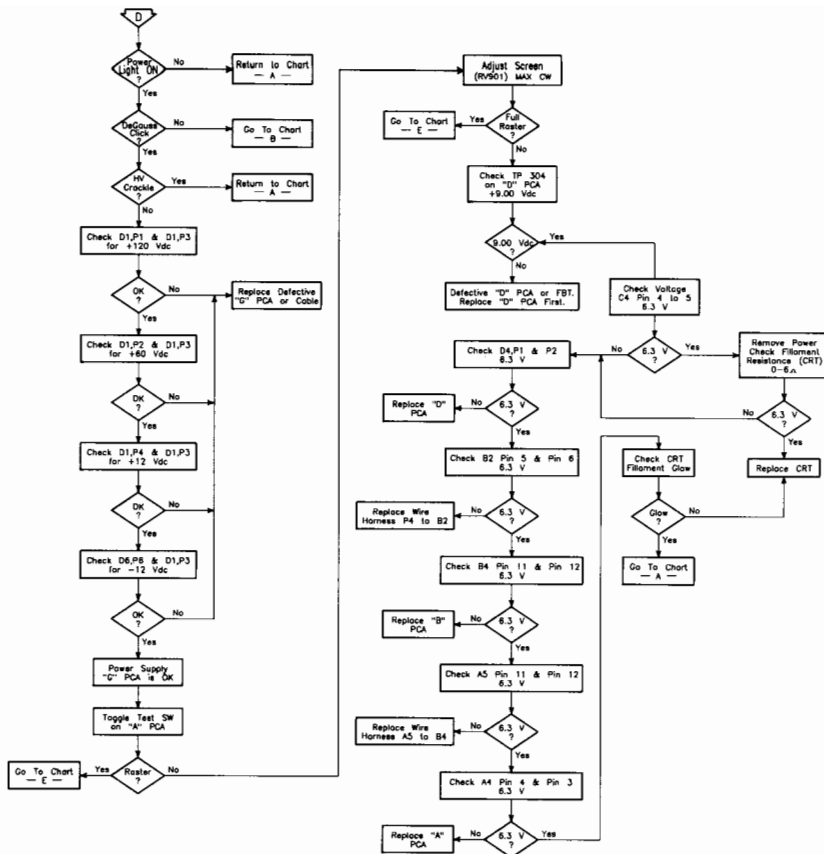 D
Power
Light ON
?
No
Return to Chart
— A —
Yes
DeGauss
Click
?
No
Go To Chart
— B —
Yes
HV
Crackle
?
Yes
Return to Chart
— A —
No
Check D1,P1 & D1,P3
for +120 Vdc
OK
?
No
Replace Defective
"G" PCA or Cable
Yes
Check D1,P2 & D1,P3
for +60 Vdc
OK
?
No
Yes
Check D1,P4 & D1,P3
for +12 Vdc
OK
?
No
Yes
Check D6,P6 & D1,P3
for −12 Vdc
OK
?
No
Yes
Power Supply
"G" PCA is OK
Toggle Test SW
on "A" PCA
Raster
?
Yes
Go To Chart
— E —
No
Adjust Screen
(RV901) MAX CW
Full
Raster
?
Yes
Go To Chart
— E —
No
Check TP 304
on "D" PCA
+9.00 Vdc
9.00 Vdc
?
Yes
No
Defective "D" PCA or FBT.
Replace "D" PCA First.
Check Voltage
C4 Pin 4 to 5
6.3 V
6.3 V
?
No
Yes
Remove Power
Check Fillament
Resistance (CRT)
6.3 V
?
No
Yes
Replace CRT
Check D4,P1 & P2
6.3 V
6.3 V
?
No
Replace "D"
PCA
Yes
Check B2 Pin 5 & Pin 6
6.3 V
6.3 V
?
No
Replace Wire
Harness P4 to B2
Yes
Check B4 Pin 11 & Pin 12
6.3 V
6.3 V
?
No
Replace "B"
PCA
Yes
Check A5 Pin 11 & Pin 12
6.3 V
6.3 V
?
No
Replace Wire
Harness A5 to B4
Yes
Check A4 Pin 4 & Pin 3
6.3 V
6.3 V
?
No
Replace "A"
PCA
Yes
Check CRT
Fillament Glow
Glow
?
No
Yes
Go To Chart
— A —